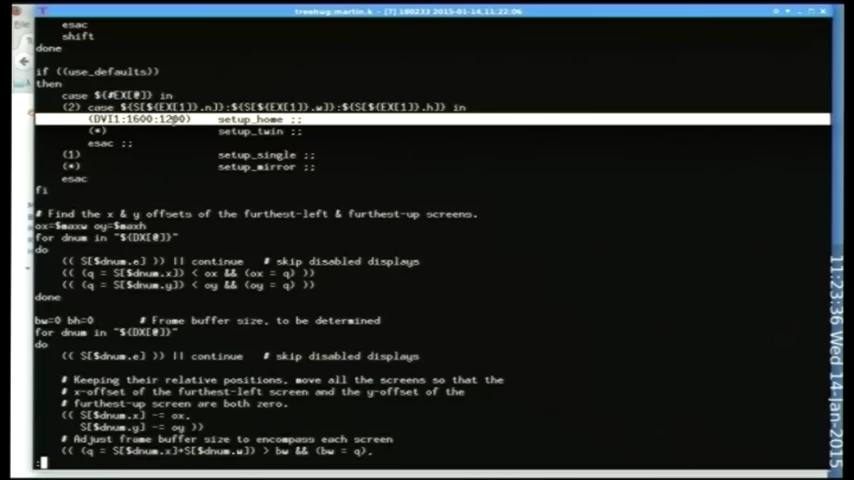 treehug:martin.k - [7] 180233 2015-01-14,11:22:06
File
esac
shift
done
if ((use_defaults))
then
case ${#EX[@]} in
(2) case ${S[${EX[1]}.n]}:${S[${EX[1]}.w]}:${S[${EX[1]}.h]} in
(DVI1:1600:1200) setup_home ;;
(*) setup_twin ;;
esac ;;
(1) setup_single ;;
(*) setup_mirror ;;
esac
fi
# Find the x & y offsets of the furthest-left & furthest-up screens.
ox=$maxw oy=$maxh
for dnum in "${DX[@]}"
do
(( S[$dnum.e] )) || continue # skip disabled displays
(( (q = S[$dnum.x]) < ox && (ox = q) ))
(( (q = S[$dnum.y]) < oy && (oy = q) ))
done
bw=0 bh=0 # Frame buffer size, to be determined
for dnum in "${DX[@]}"
do
(( S[$dnum.e] )) || continue # skip disabled displays
# Keeping their relative positions, move all the screens so that the
# x-offset of the furthest-left screen and the y-offset of the
# furthest-up screen are both zero.
(( S[$dnum.x] -= ox,
S[$dnum.y] -= oy ))
# Adjust frame buffer size to encompass each screen
(( (q = S[$dnum.x]+S[$dnum.w]) > bw && (bw = q),
:
11:23:36 Wed 14-Jan-2015